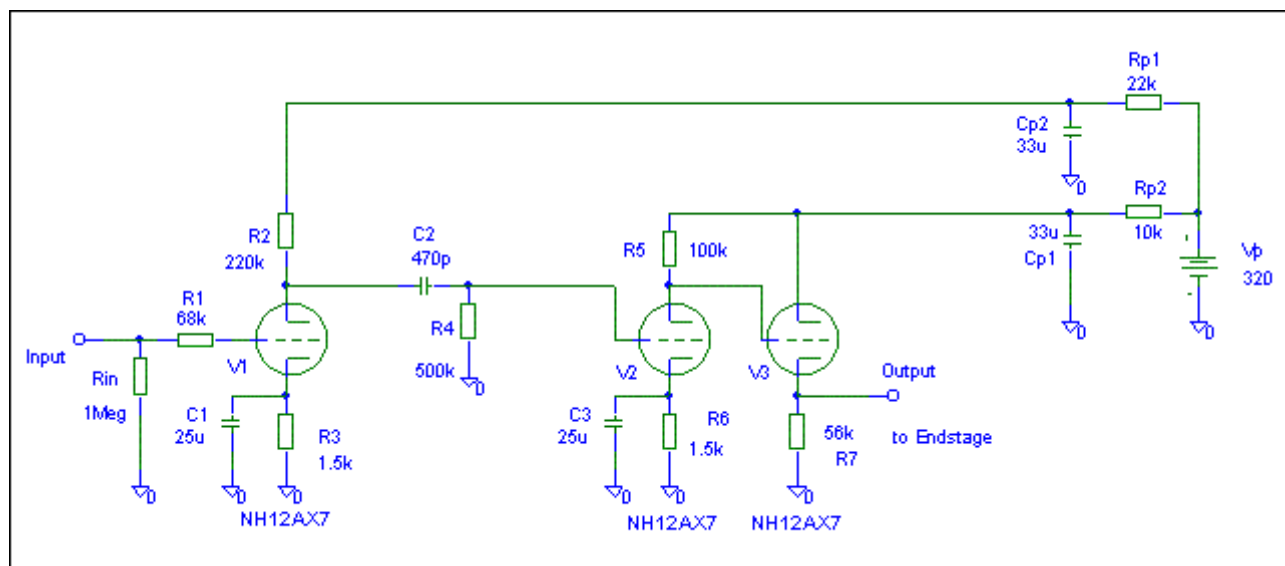 Rp1
22k
Cp2
33u
0
Rp2
10k
33u
Cp1
Vp
320
0
0
R2
220k
C2
470p
R5
100k
R1
68k
Input
Rin
1Meg
V1
R4
500k
0
V2
V3
Output
to Endstage
C1
25u
R3
1.5k
C3
25u
R6
1.5k
56k
R7
0
0
0
0
0
0
NH12AX7
NH12AX7
NH12AX7